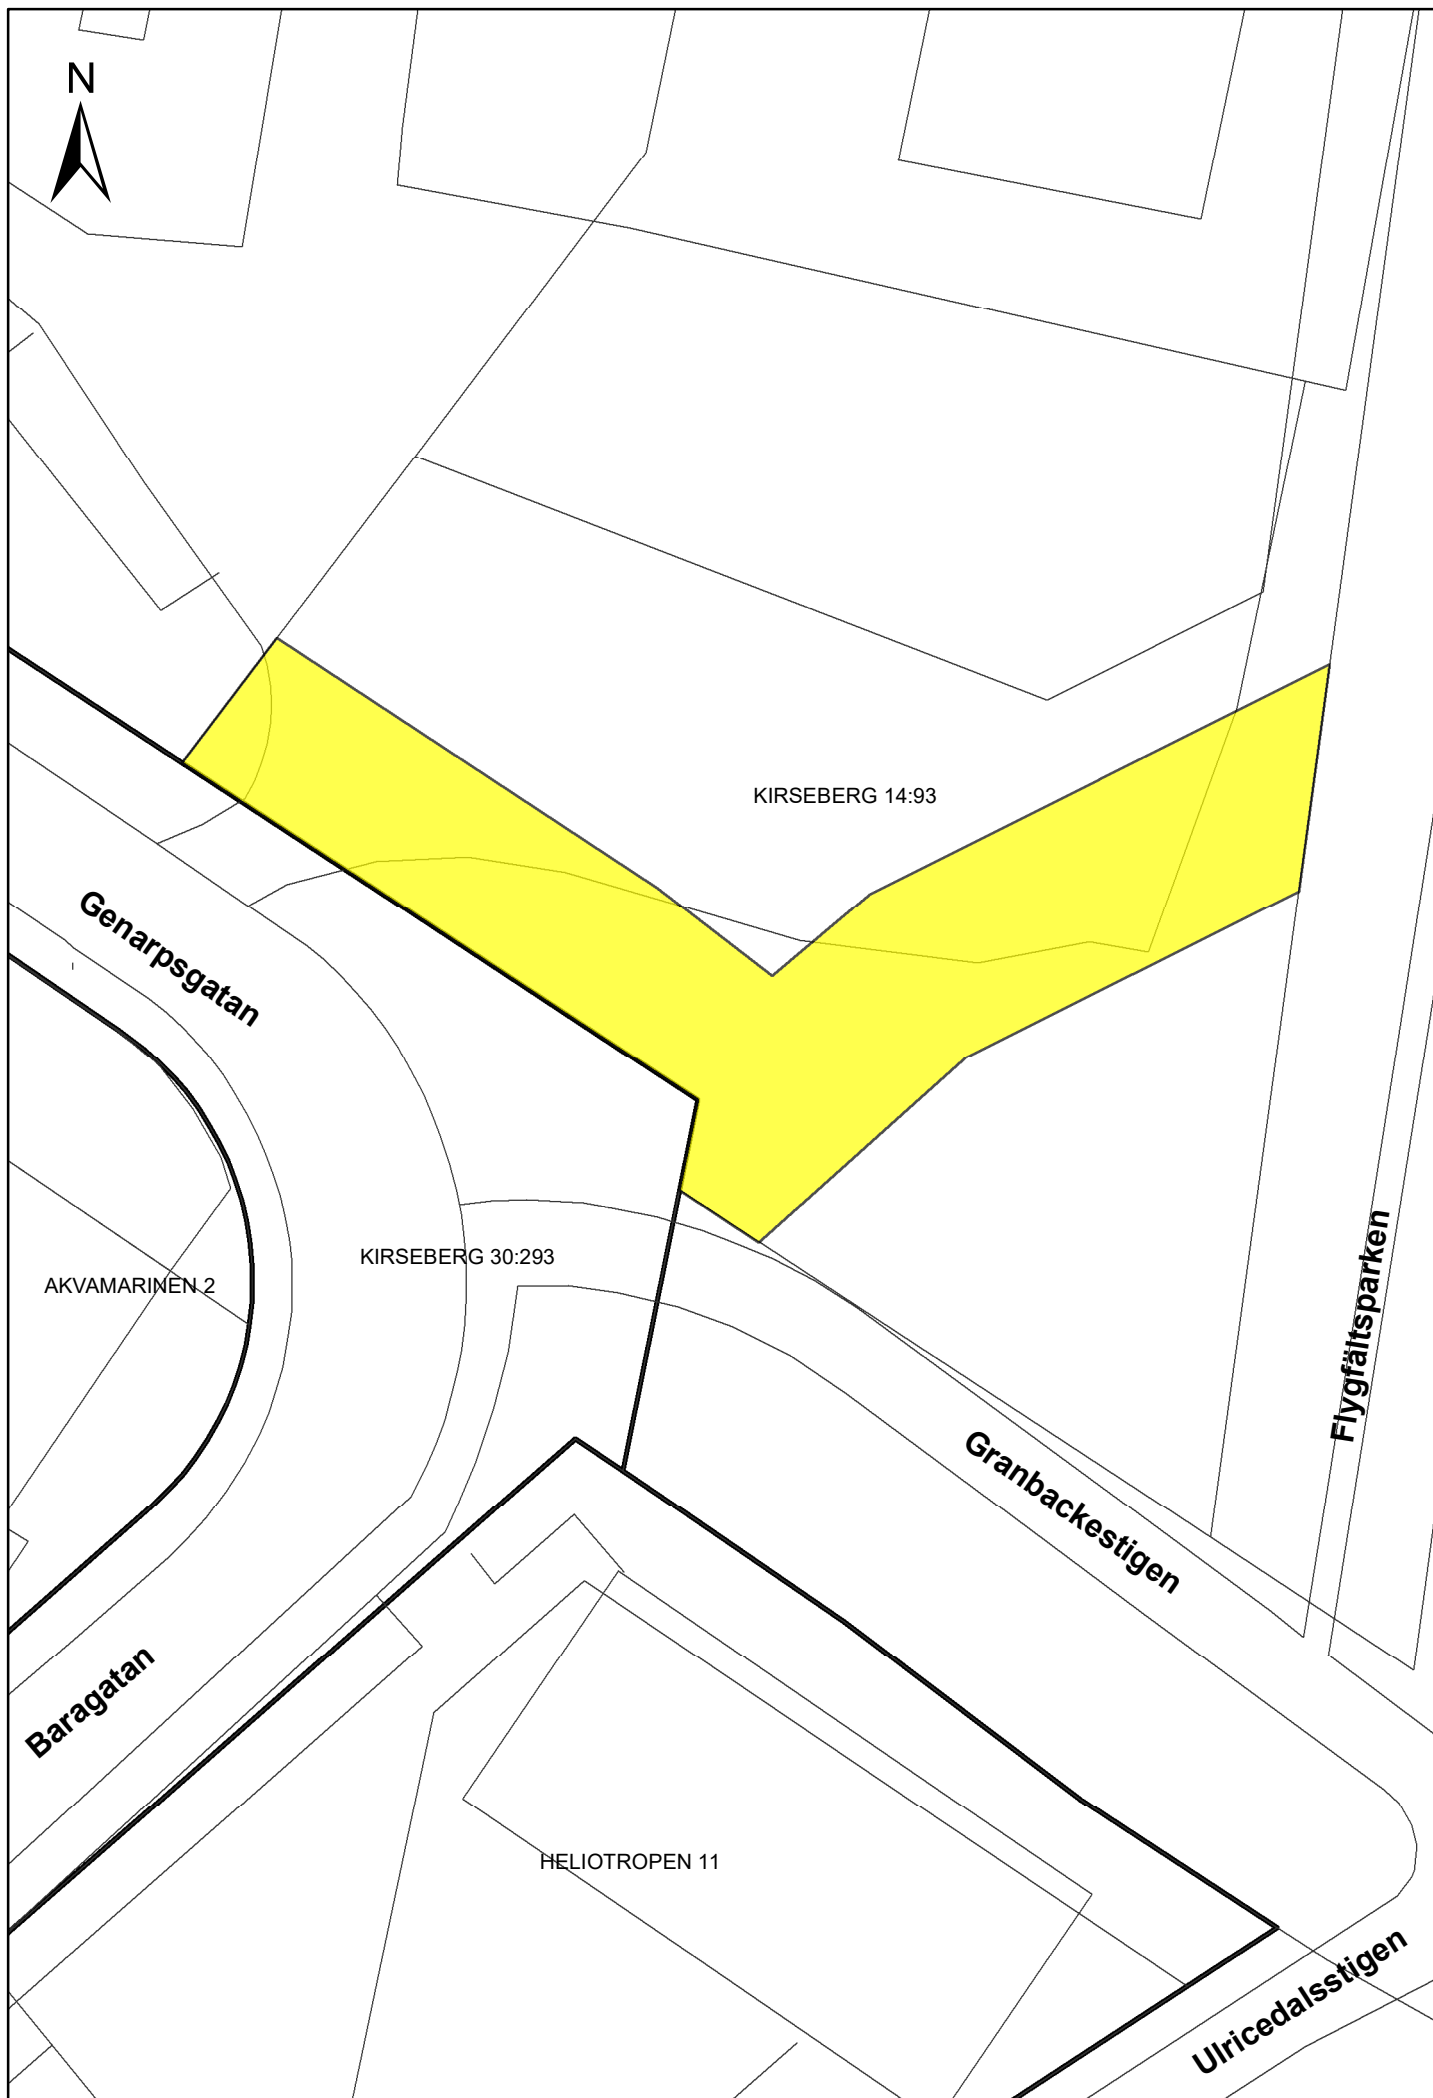 N
KIRSEBERG 14:93
Genarpsgatan
KIRSEBERG 30:293
AKVAMARINEN 2
Flygfältsparken
Granbackestigen
Baragatan
HELIOTROPEN 11
Ulricedalsstigen